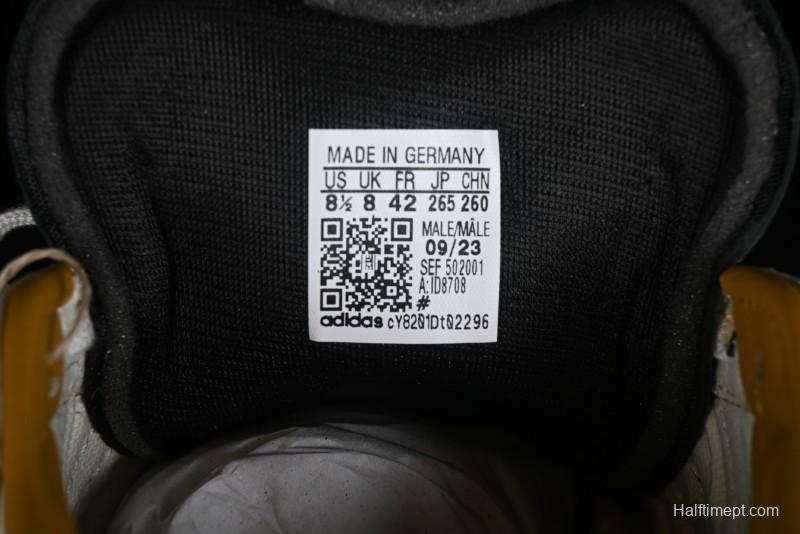 MADE IN GERMANY
US UK FR JP CHN
8½ 8 42 265 260
MALE/MÂLE
09/23
SEF 502001
A: ID8708
#
adidas cY8201Dt02296
Halftimept.com